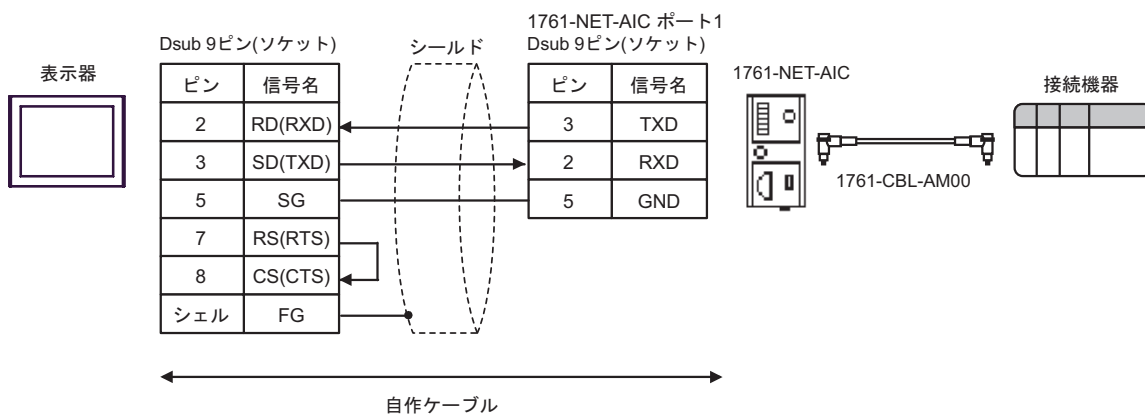 表示器
Dsub 9ピン(ソケット)
ピン 信号名
2 RD(RXD)
3 SD(TXD)
5 SG
7 RS(RTS)
8 CS(CTS)
シェル FG
シールド
1761-NET-AIC ポート1
Dsub 9ピン(ソケット)
ピン 信号名
3 TXD
2 RXD
5 GND
1761-NET-AIC
1761-CBL-AM00
接続機器
自作ケーブル